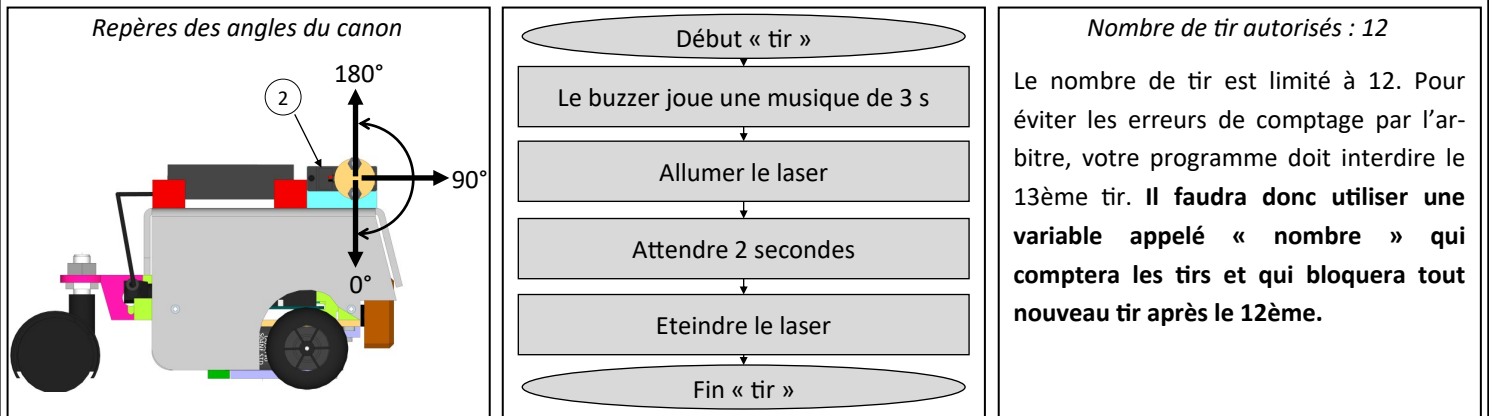 Repères des angles du canon
180°
2
90°
0°
Début « tir »
Le buzzer joue une musique de 3 s
Allumer le laser
Attendre 2 secondes
Eteindre le laser
Fin « tir »
Nombre de tir autorisés : 12
Le nombre de tir est limité à 12. Pour
éviter les erreurs de comptage par l'ar-
bitre, votre programme doit interdire le
13ème tir. Il faudra donc utiliser une
variable appelé « nombre » qui
comptera les tirs et qui bloquera tout
nouveau tir après le 12ème.